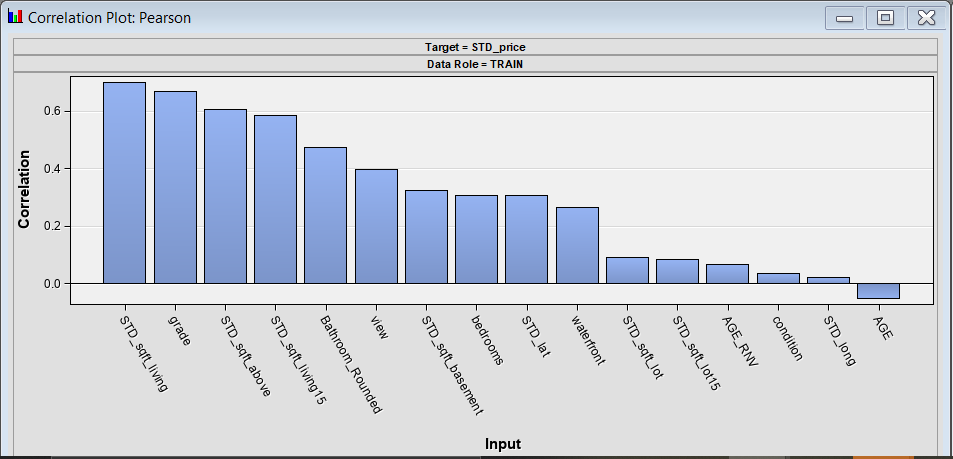 Correlation Plot: Pearson
Target = STD_price
Data Role = TRAIN
Correlation
0.6
0.4
0.2
0.0
STD_sqft_living
grade
STD_sqft_above
STD_sqft_living15
Bathroom_Rounded
view
STD_sqft_basement
bedrooms
STD_lat
waterfront
STD_sqft_lot
STD_sqft_lot15
AGE_RNV
condition
STD_long
AGE
Input